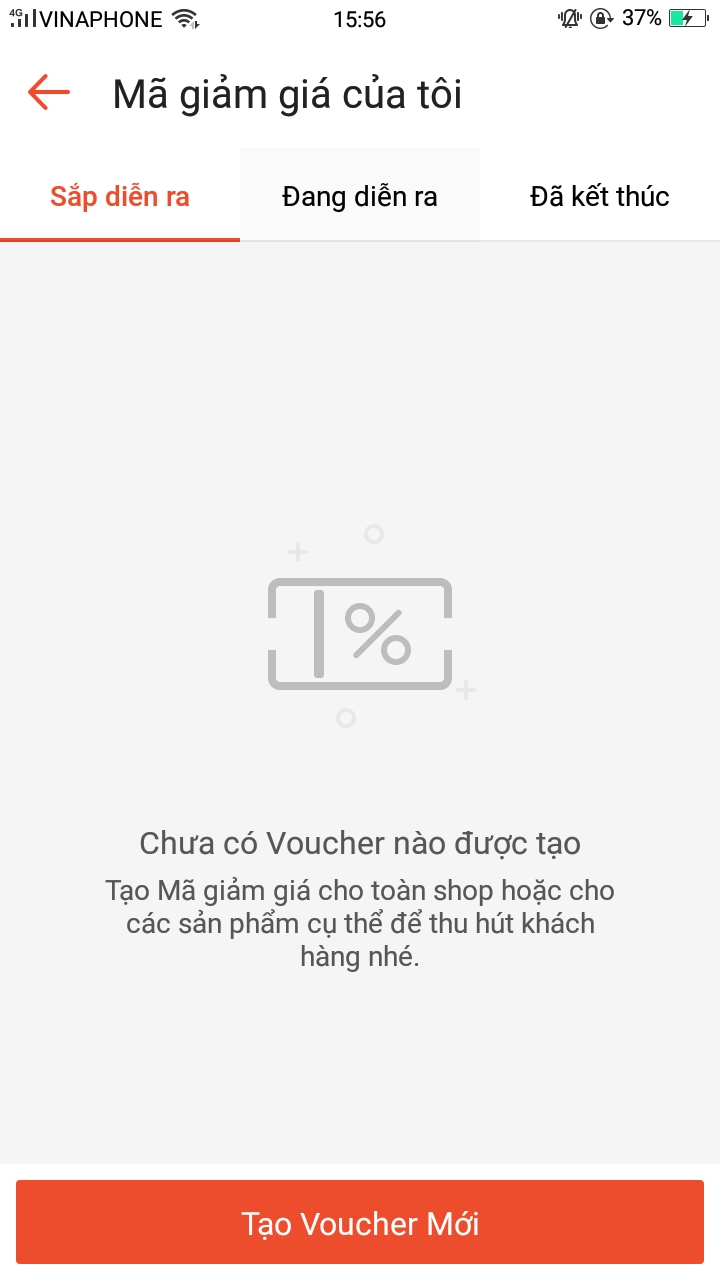 4G VINAPHONE 15:56 37%
Mã giảm giá của tôi
Sắp diễn ra Đang diễn ra Đã kết thúc
%
Chưa có Voucher nào được tạo
Tạo Mã giảm giá cho toàn shop hoặc cho
các sản phẩm cụ thể để thu hút khách
hàng nhé.
Tạo Voucher Mới